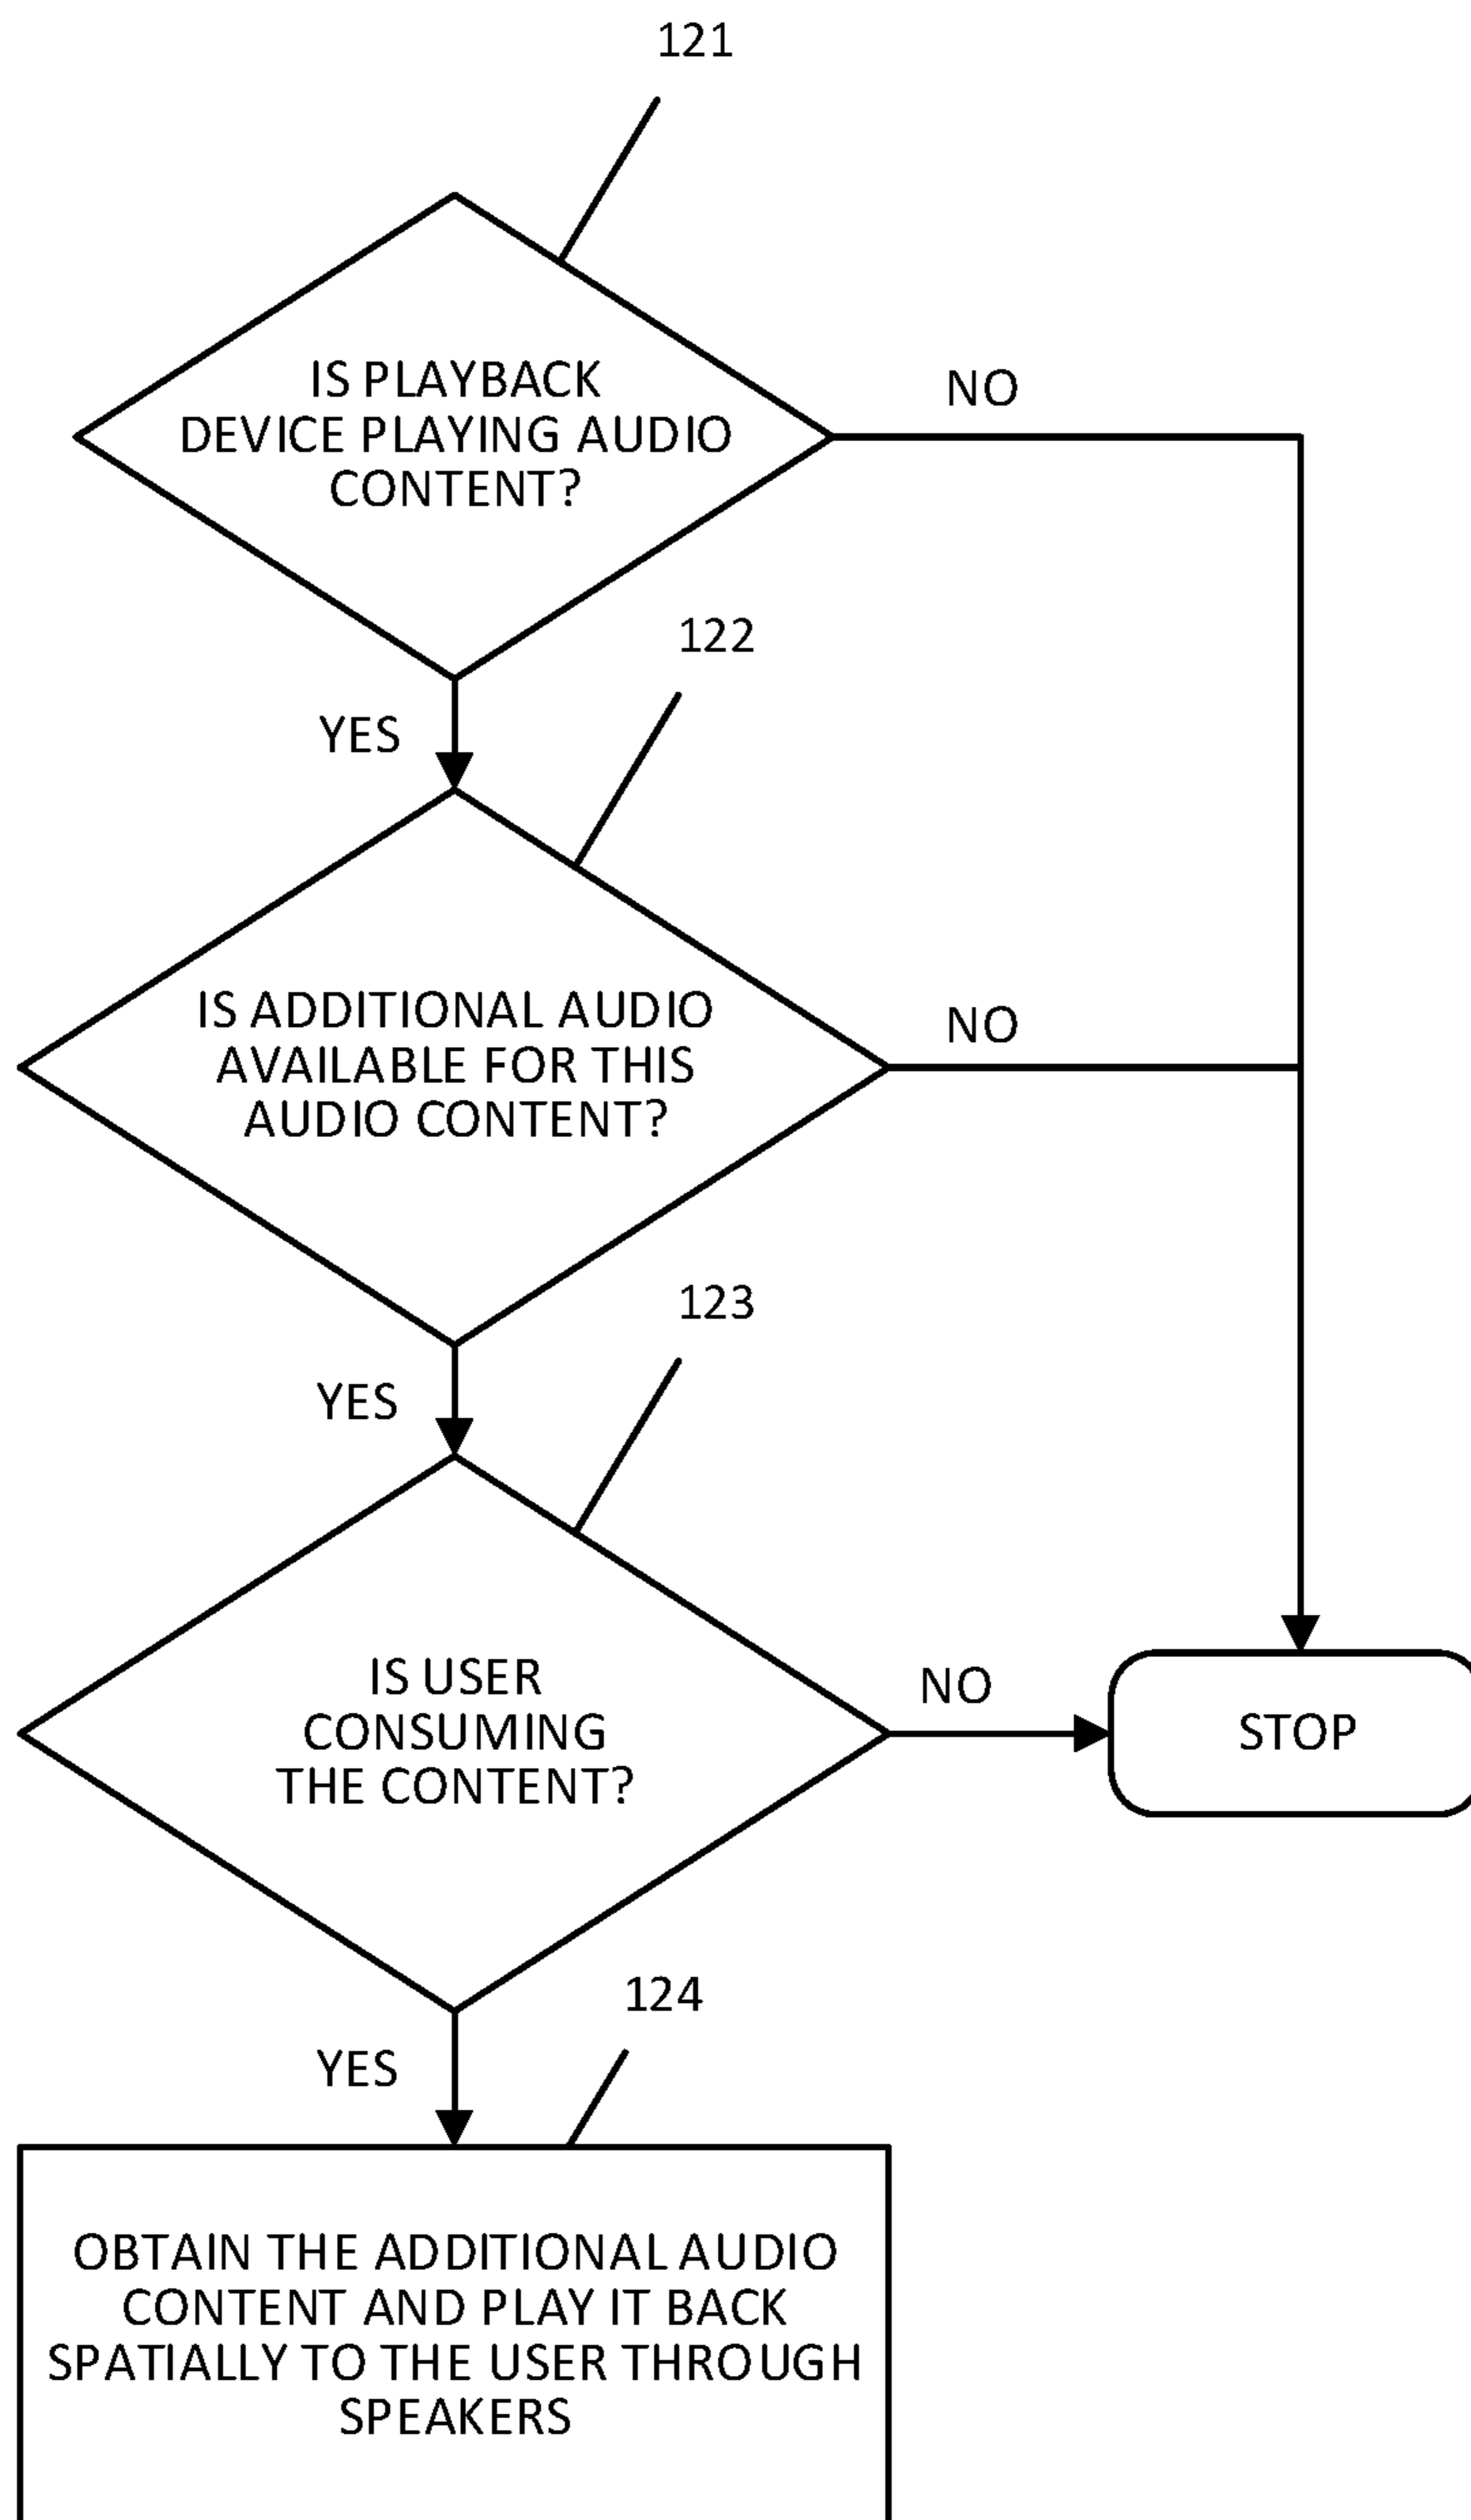 121
IS PLAYBACK
DEVICE PLAYING AUDIO
CONTENT?
NO
122
YES
IS ADDITIONAL AUDIO
AVAILABLE FOR THIS
AUDIO CONTENT?
NO
123
YES
IS USER
CONSUMING
THE CONTENT?
NO
STOP
124
YES
OBTAIN THE ADDITIONAL AUDIO
CONTENT AND PLAY IT BACK
SPATIALLY TO THE USER THROUGH
SPEAKERS